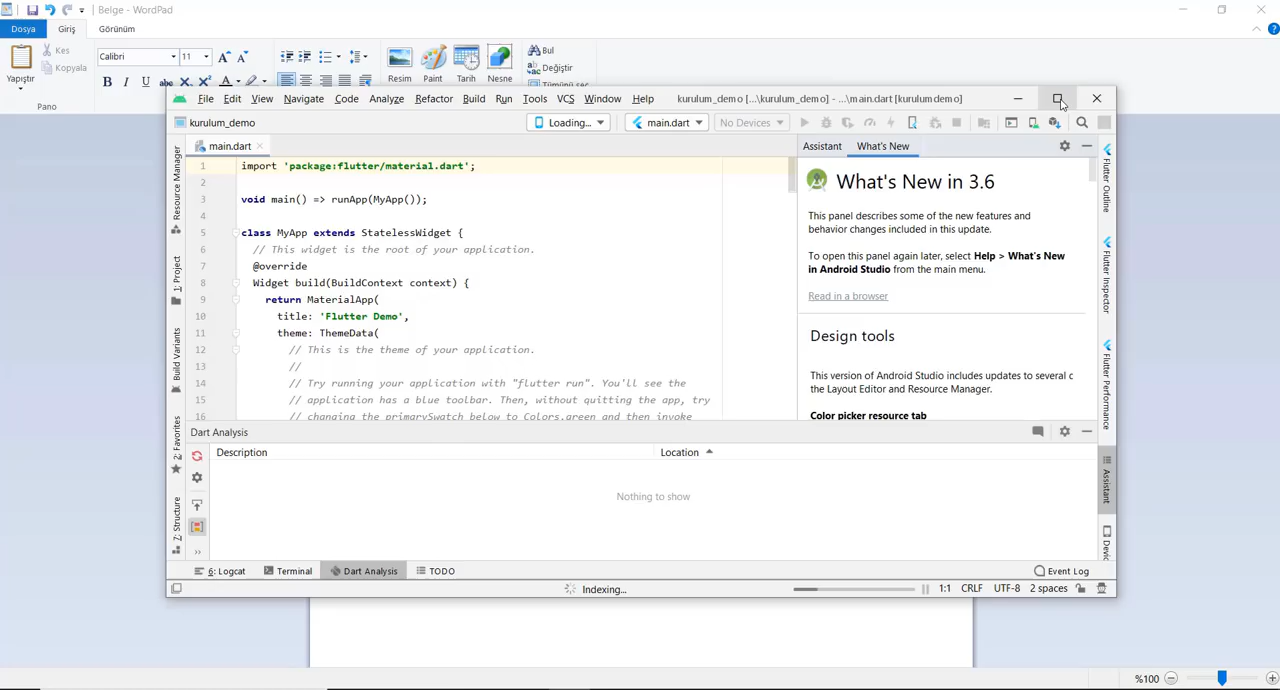 Belge - WordPad
Dosya Giriş Görünüm
Yapıştır
Kes
Kopyala
Pano
Calibri 11
B I U abc X₂ X² A
Resim Paint Tarih Nesne
Bul
Değiştir
Tümünü seç
File Edit View Navigate Code Analyze Refactor Build Run Tools VCS Window Help kurulum_demo [...\kurulum_demo] - ...\main.dart [kurulumdemo]
kurulum_demo Loading... main.dart No Devices
main.dart
1 import 'package:flutter/material.dart';
2
3 void main() => runApp(MyApp());
4
5 class MyApp extends StatelessWidget {
6 // This widget is the root of your application.
7 @override
8 Widget build(BuildContext context) {
9 return MaterialApp(
10 title: 'Flutter Demo',
11 theme: ThemeData(
12 // This is the theme of your application.
13 //
14 // Try running your application with "flutter run". You'll see the
15 // application has a blue toolbar. Then, without quitting the app, try
16 // changing the primarySwatch below to Colors.green and then invoke
Assistant What's New
What's New in 3.6
This panel describes some of the new features and
behavior changes included in this update.
To open this panel again later, select Help > What's New
in Android Studio from the main menu.
Read in a browser
Design tools
This version of Android Studio includes updates to several c
the Layout Editor and Resource Manager.
Color picker resource tab
Resource Manager
1: Project
Build Variants
2: Favorites
7: Structure
Flutter Outline
Flutter Inspector
Flutter Performance
Assistant
Devic
Dart Analysis
Description Location
Nothing to show
6: Logcat Terminal Dart Analysis TODO Event Log
Indexing... 1:1 CRLF UTF-8 2 spaces
%100